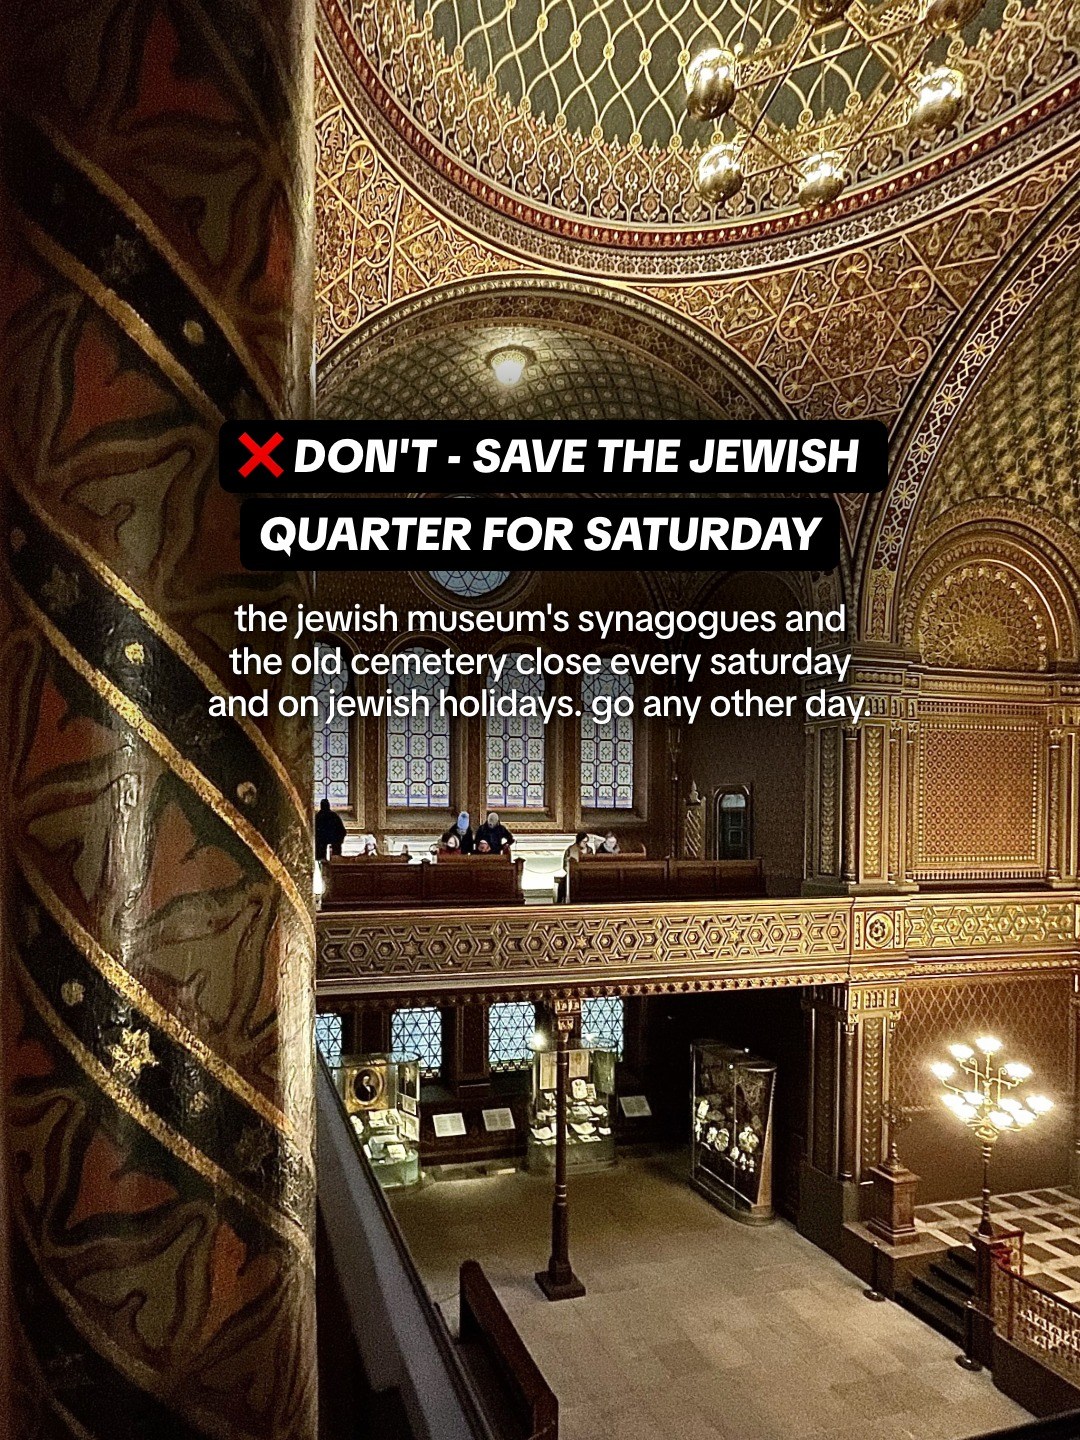 ❌ DON'T - SAVE THE JEWISH
QUARTER FOR SATURDAY
the jewish museum's synagogues and
the old cemetery close every saturday
and on jewish holidays. go any other day.